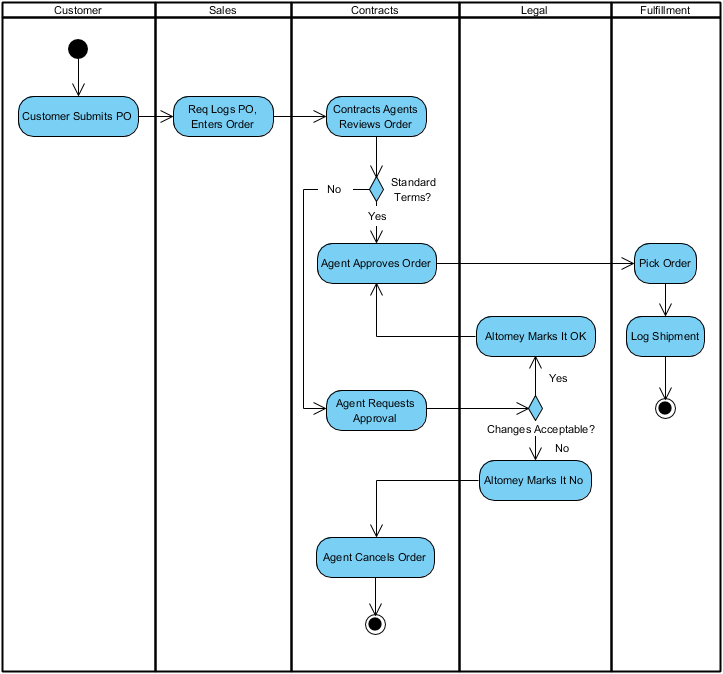 Customer
Sales
Contracts
Legal
Fulfillment
Customer Submits PO
Req Logs PO,
Enters Order
Contracts Agents
Reviews Order
Standard
Terms?
No
Yes
Agent Approves Order
Pick Order
Altorney Marks It OK
Log Shipment
Yes
Agent Requests
Approval
Changes Acceptable?
No
Altorney Marks It No
Agent Cancels Order